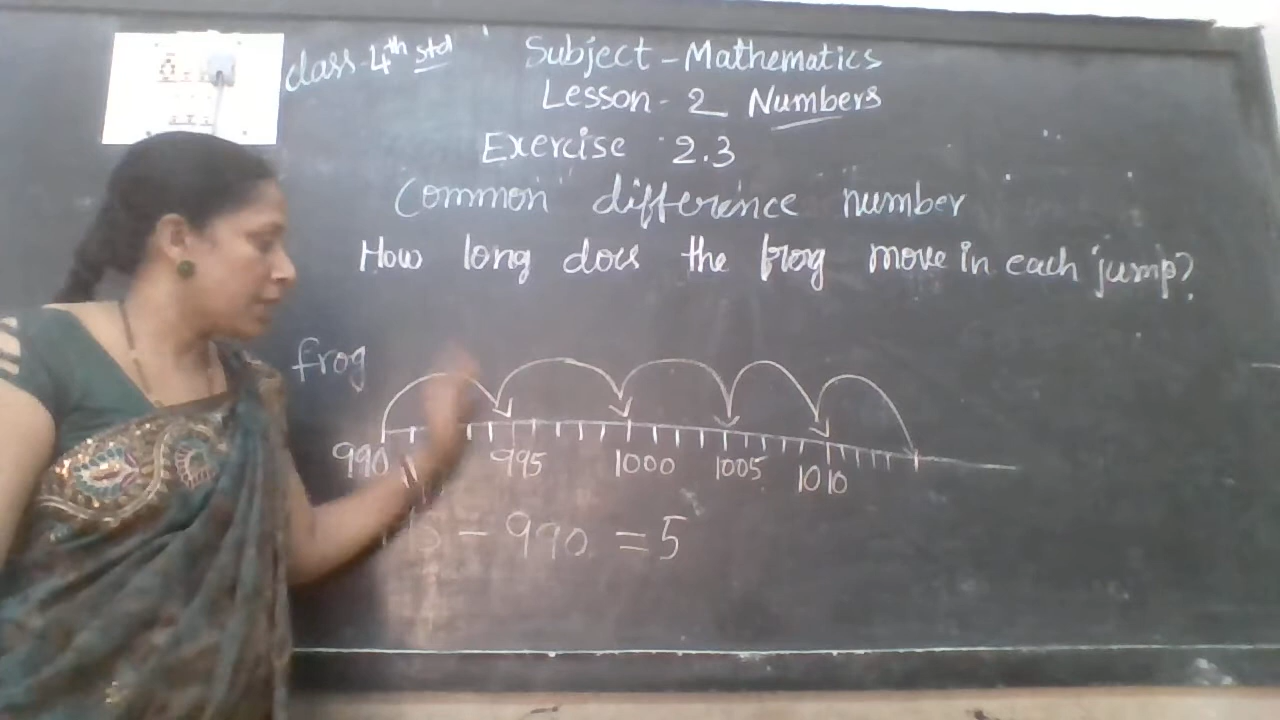 class-4th std
Subject - Mathematics
Lesson - 2 Numbers
Exercise 2.3
Common difference number
How long does the frog move in each jump?
frog
990 995 1000 1005 1010
5 - 990 = 5